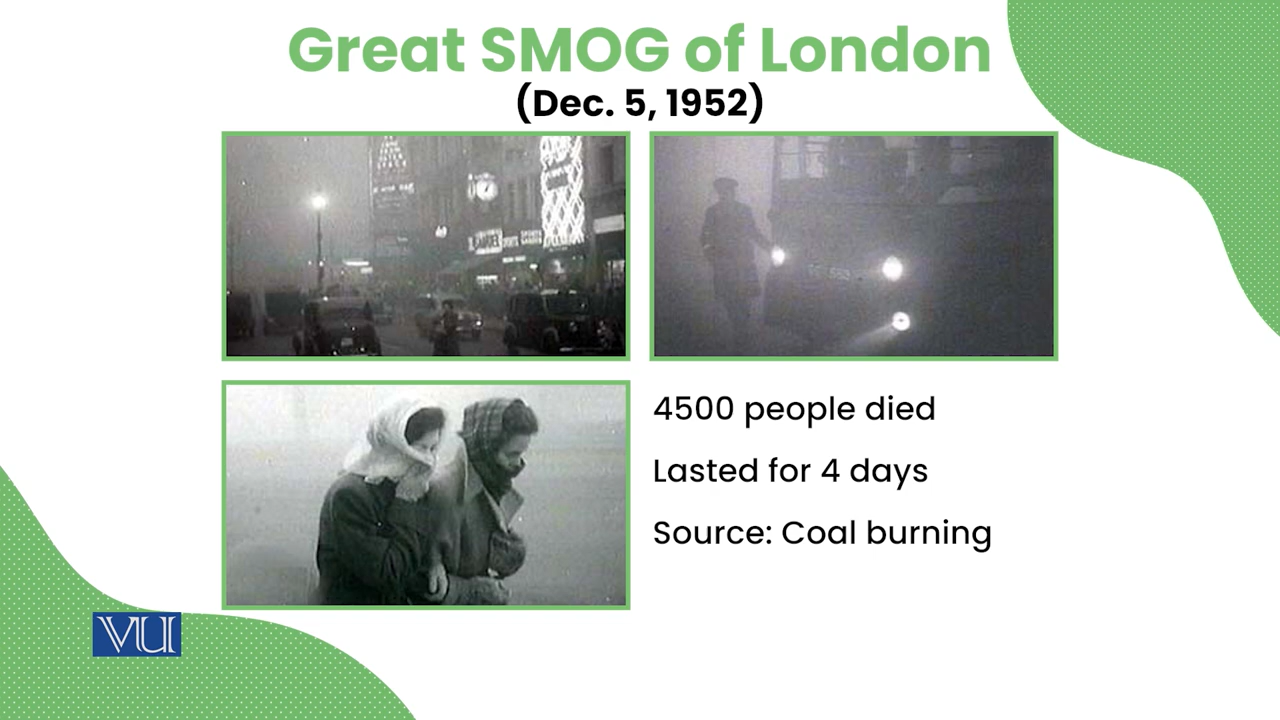 Great SMOG of London
(Dec. 5, 1952)
4500 people died
Lasted for 4 days
Source: Coal burning
VU